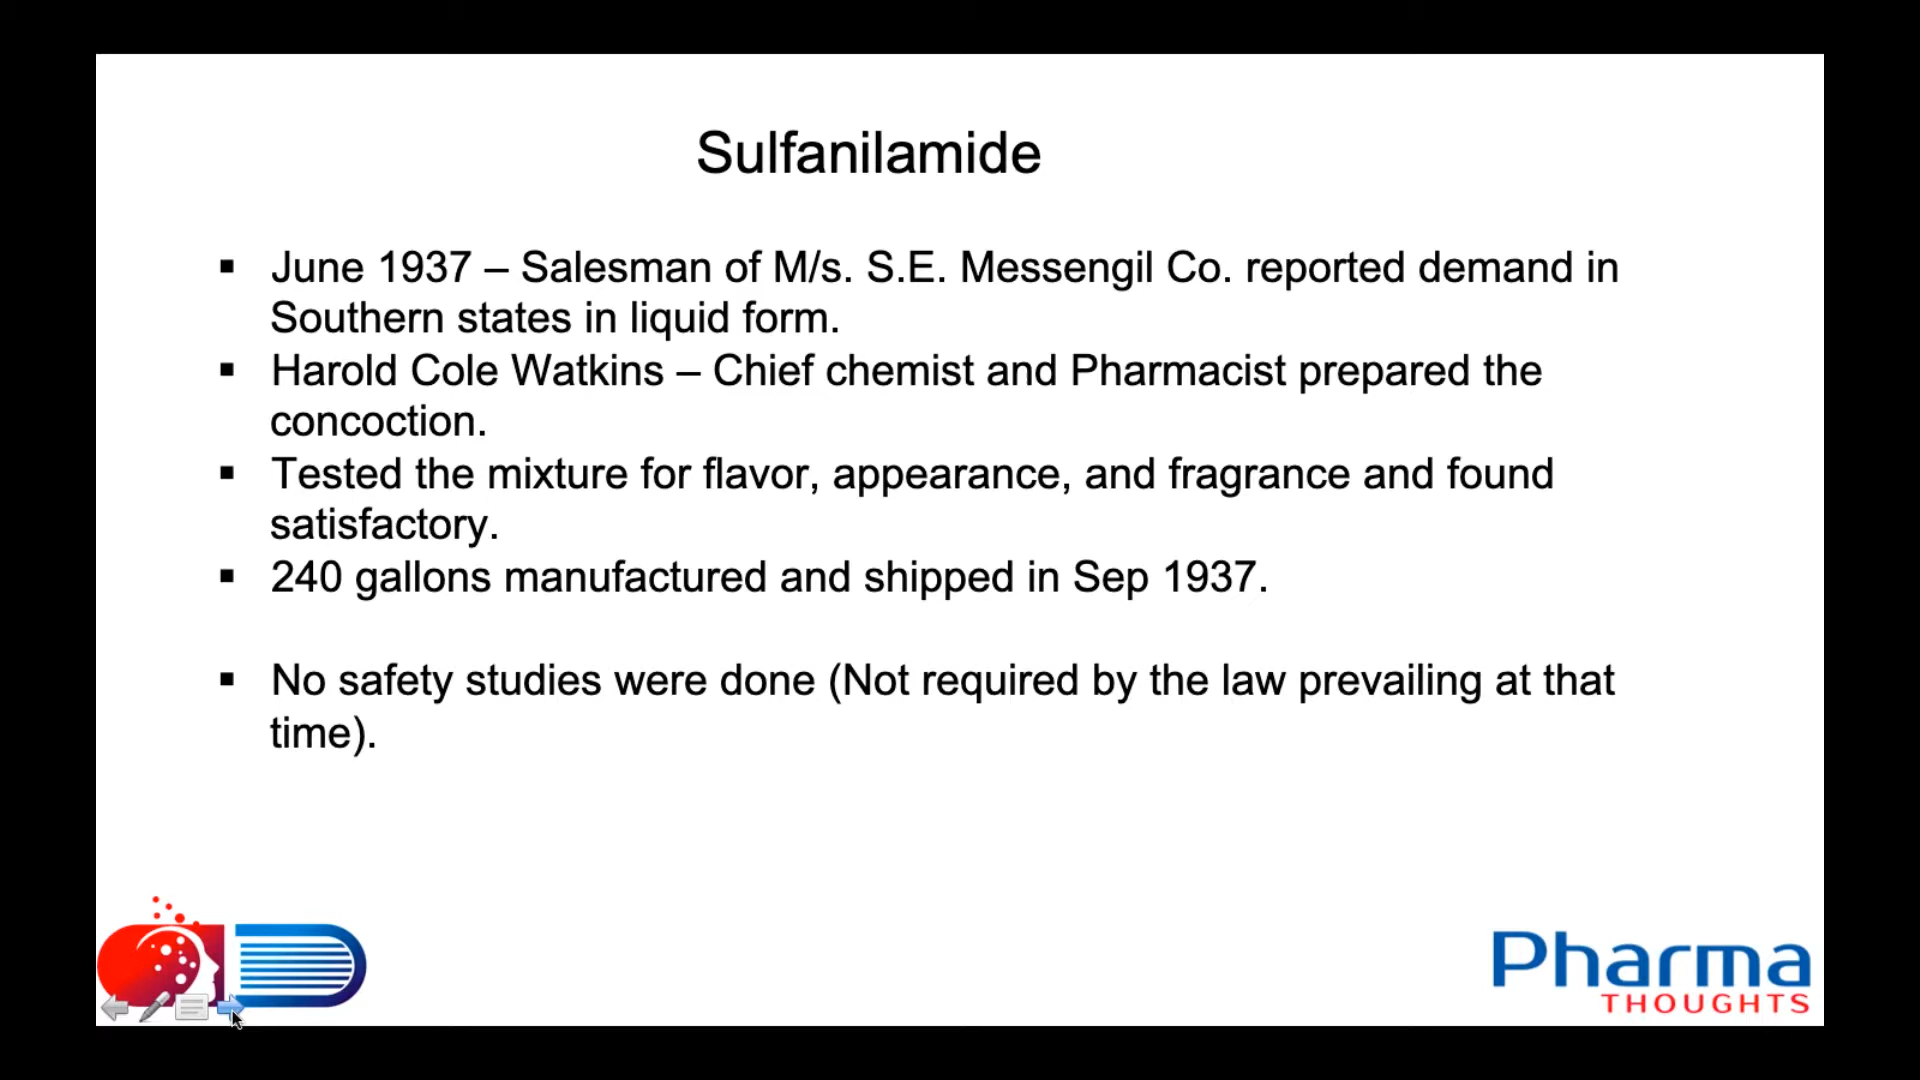 Sulfanilamide
▪ June 1937 – Salesman of M/s. S.E. Messengil Co. reported demand in
Southern states in liquid form.
▪ Harold Cole Watkins – Chief chemist and Pharmacist prepared the
concoction.
▪ Tested the mixture for flavor, appearance, and fragrance and found
satisfactory.
▪ 240 gallons manufactured and shipped in Sep 1937.
▪ No safety studies were done (Not required by the law prevailing at that
time).
Pharma
THOUGHTS